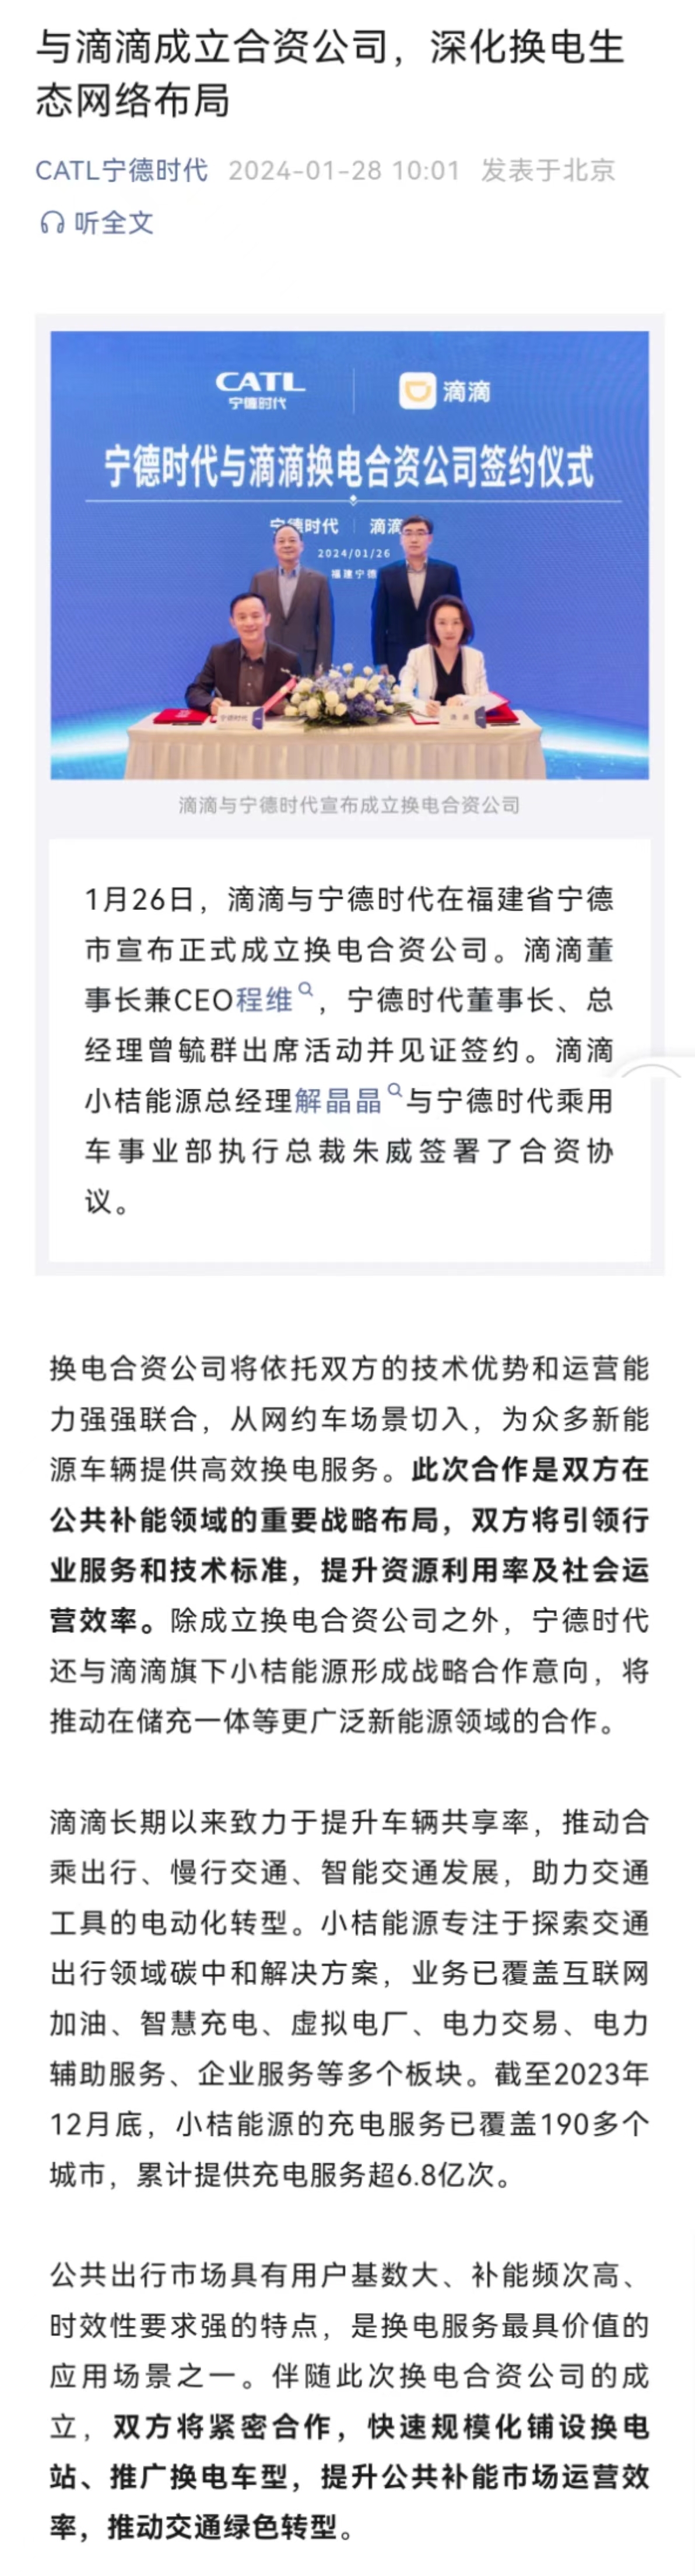 与滴滴成立合资公司，深化换电生
态网络布局
CATL宁德时代 2024-01-28 10:01 发表于北京
听全文
CATL
宁德时代
滴滴
宁德时代与滴滴换电合资公司签约仪式
宁德时代 滴滴
2024/01/26
福建宁德
宁德时代
滴滴
滴滴与宁德时代宣布成立换电合资公司
1月26日，滴滴与宁德时代在福建省宁德
市宣布正式成立换电合资公司。滴滴董
事长兼CEO程维，宁德时代董事长、总
经理曾毓群出席活动并见证签约。滴滴
小桔能源总经理解晶晶与宁德时代乘用
车事业部执行总裁朱威签署了合资协
议。
换电合资公司将依托双方的技术优势和运营能
力强强联合，从网约车场景切入，为众多新能
源车辆提供高效换电服务。此次合作是双方在
公共补能领域的重要战略布局，双方将引领行
业服务和技术标准，提升资源利用率及社会运
营效率。除成立换电合资公司之外，宁德时代
还与滴滴旗下小桔能源形成战略合作意向，将
推动在储充一体等更广泛新能源领域的合作。
滴滴长期以来致力于提升车辆共享率，推动合
乘出行、慢行交通、智能交通发展，助力交通
工具的电动化转型。小桔能源专注于探索交通
出行领域碳中和解决方案，业务已覆盖互联网
加油、智慧充电、虚拟电厂、电力交易、电力
辅助服务、企业服务等多个板块。截至2023年
12月底，小桔能源的充电服务已覆盖190多个
城市，累计提供充电服务超6.8亿次。
公共出行市场具有用户基数大、补能频次高、
时效性要求强的特点，是换电服务最具价值的
应用场景之一。伴随此次换电合资公司的成
立，双方将紧密合作，快速规模化铺设换电
站、推广换电车型，提升公共补能市场运营效
率，推动交通绿色转型。